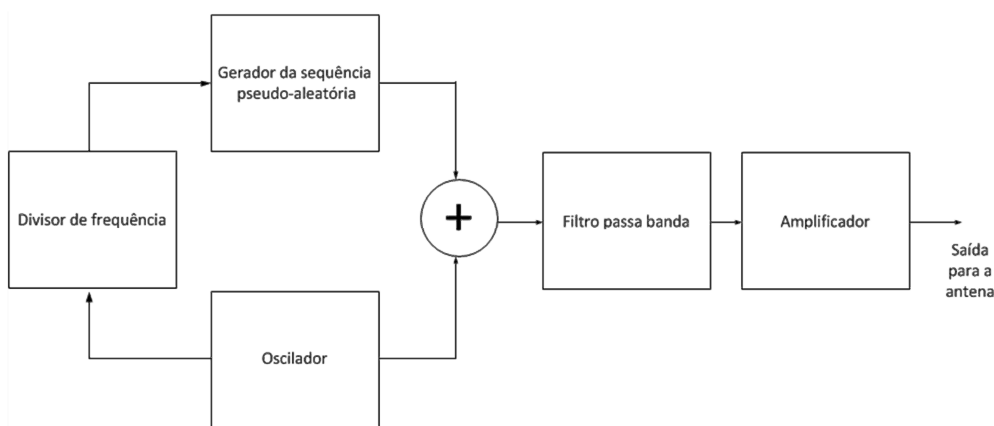 Gerador da sequência
pseudo-aleatória
Divisor de frequência
+
Filtro passa banda
Amplificador
Saída
para a
antena
Oscilador